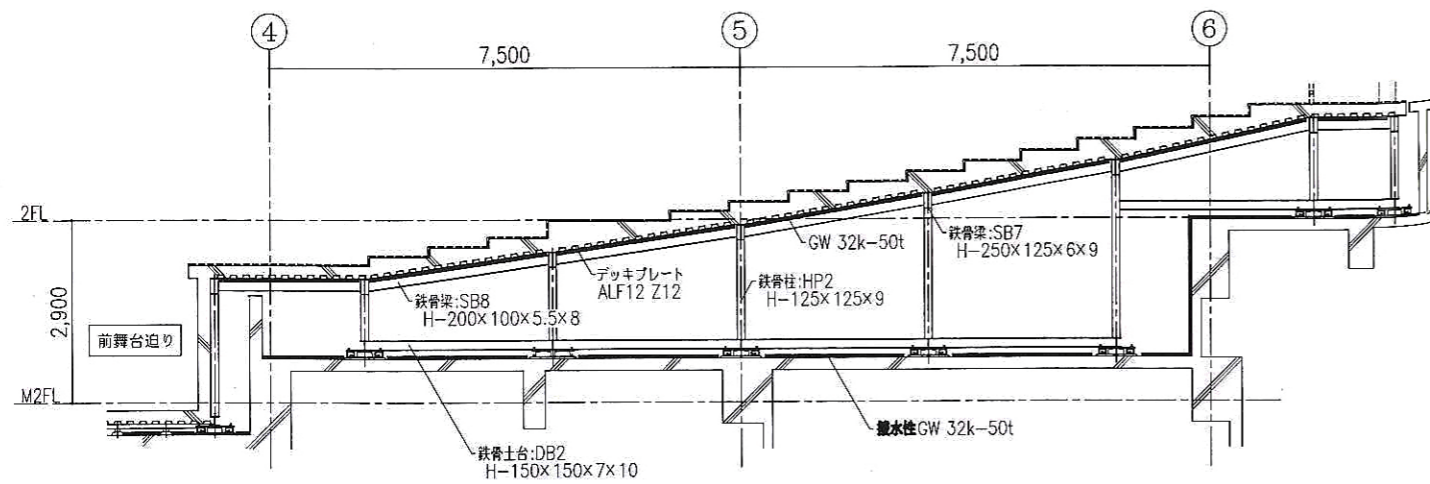 ④
⑤
⑥
7,500
7,500
2FL
GW 32k-50t
鉄骨梁:SB7
H-250×125×6×9
デッキプレート
ALF12 Z12
鉄骨柱:HP2
H-125×125×9
鉄骨梁:SB8
H-200×100×5.5×8
2,900
前舞台迫り
M2FL
撥水性GW 32k-50t
鉄骨土台:DB2
H-150×150×7×10